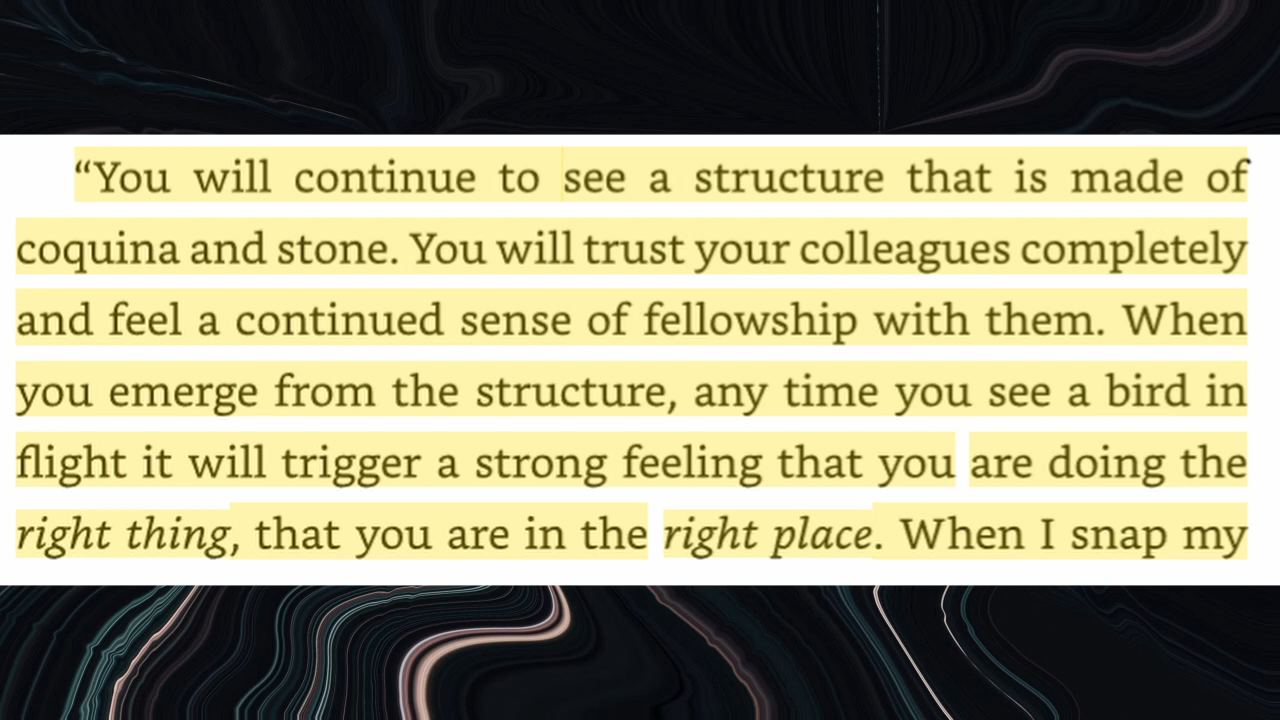 “You will continue to see a structure that is made of
coquina and stone. You will trust your colleagues completely
and feel a continued sense of fellowship with them. When
you emerge from the structure, any time you see a bird in
flight it will trigger a strong feeling that you are doing the
right thing, that you are in the right place. When I snap my